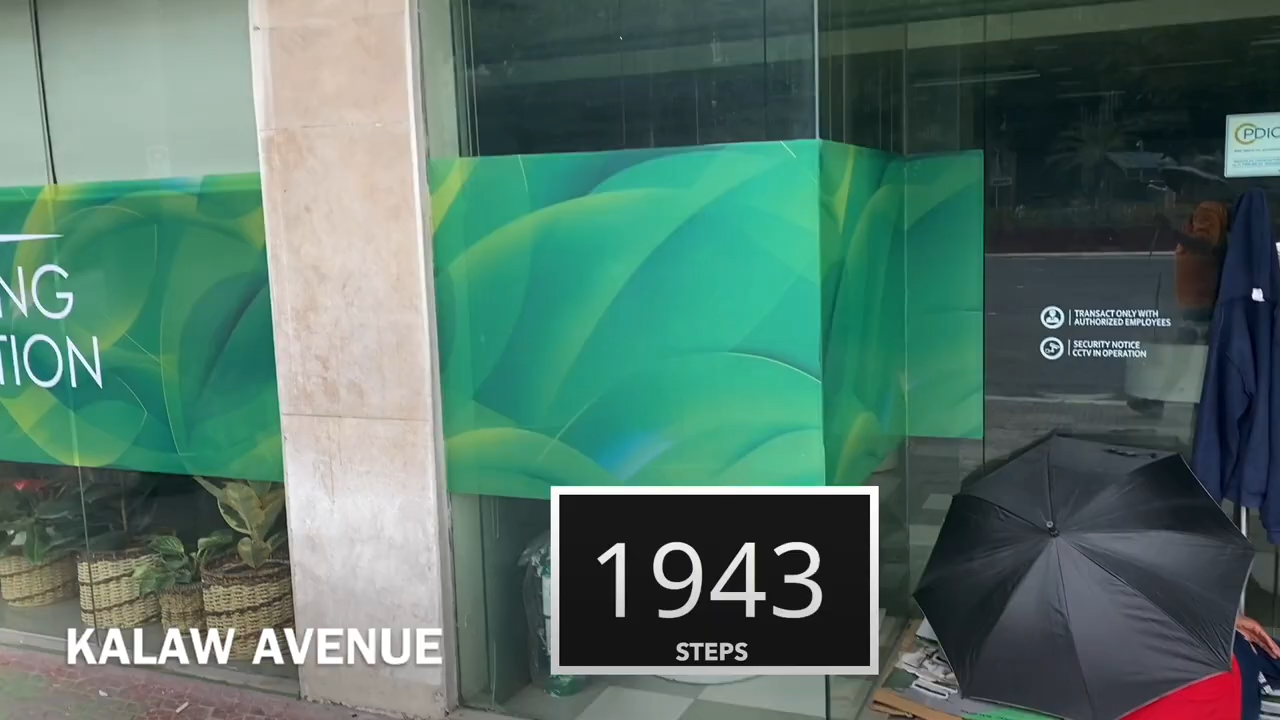 PDIC
NG
TION
TRANSACT ONLY WITH
AUTHORIZED EMPLOYEES
SECURITY NOTICE
CCTV IN OPERATION
1943
STEPS
KALAW AVENUE